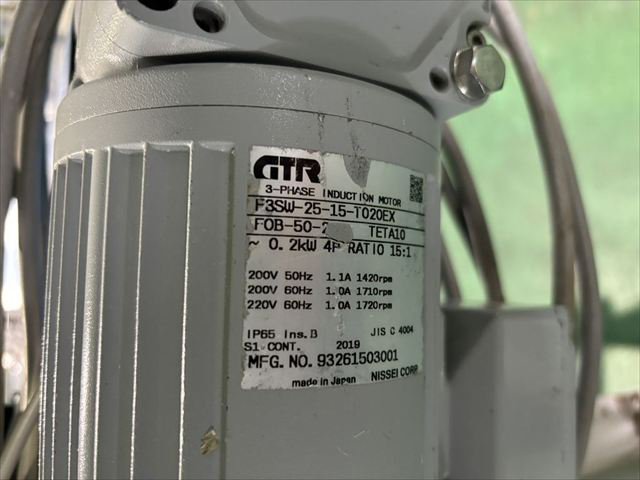 GTR
3-PHASE INDUCTION MOTOR
F3SW-25-15-T020EX
FOB-50- TETA10
~ 0.2kW 4P RATIO 15:1
200V 50Hz 1.1A 1420rpm
200V 60Hz 1.0A 1710rpm
220V 60Hz 1.0A 1720rpm
IP65 Ins.B JIS C 4004
S1 CONT. 2019
MFG. NO. 93261503001
made in Japan NISSEI CORP